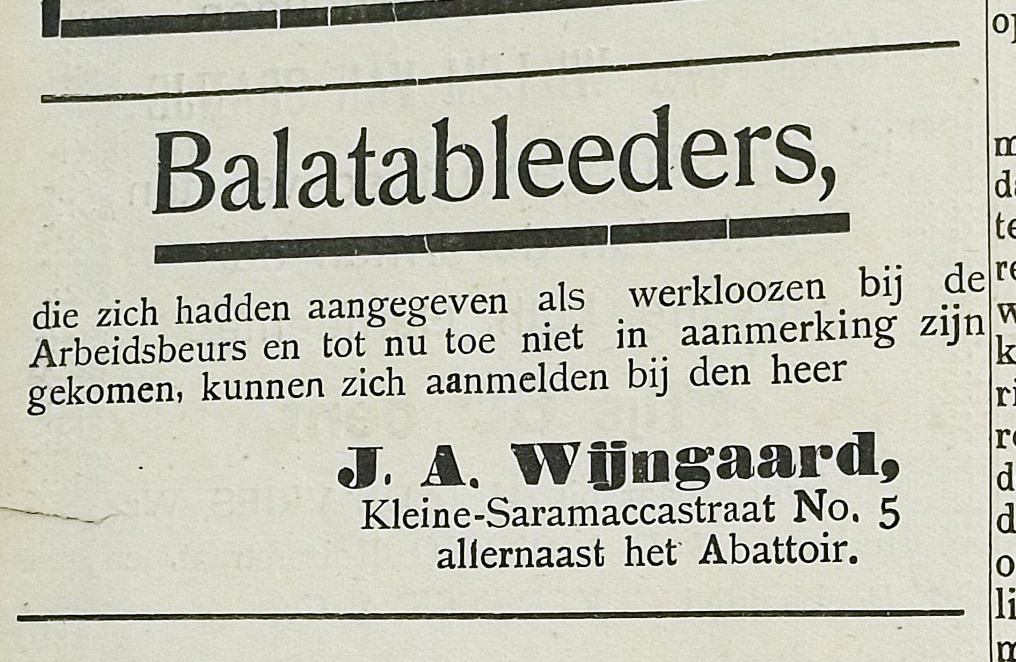 Balatableeders,
die zich hadden aangegeven als werkloozen bij de
Arbeidsbeurs en tot nu toe niet in aanmerking zijn
gekomen, kunnen zich aanmelden bij den heer
J. A. Wijngaard,
Kleine-Saramaccastraat No. 5
allernaast het Abattoir.